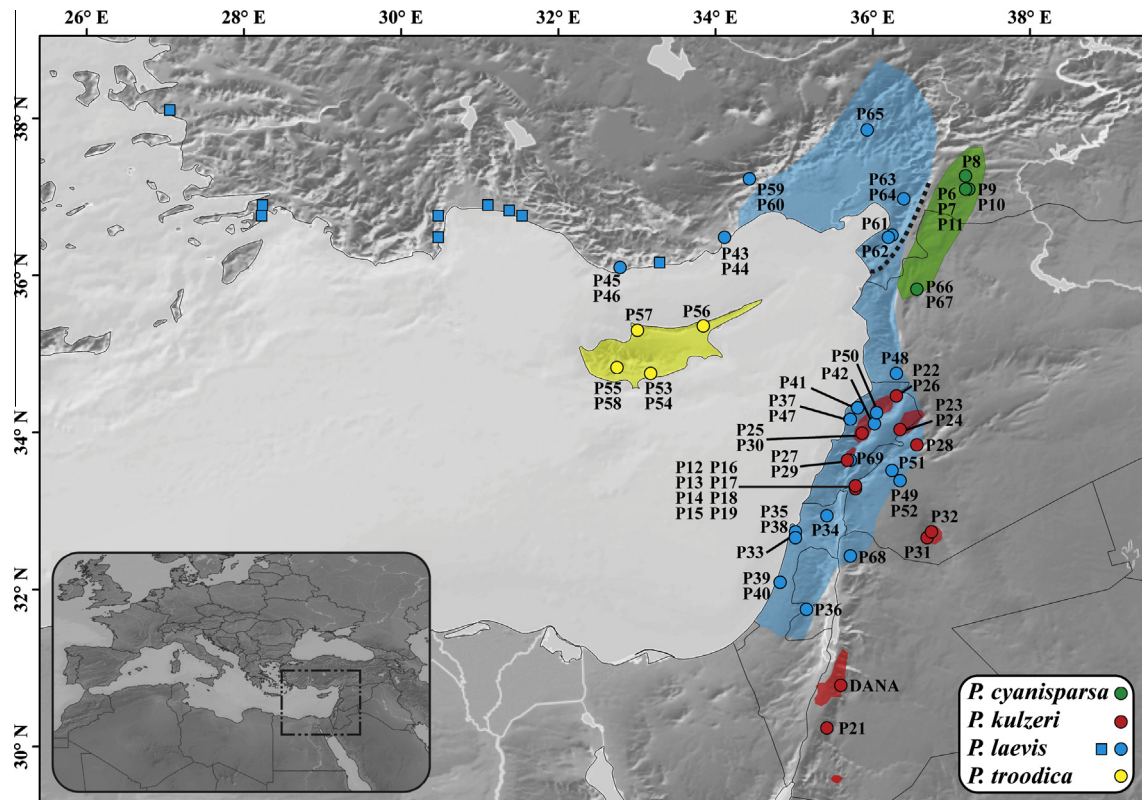 26° E 28° E 30° E 32° E 34° E 36° E 38° E
38° N
36° N
34° N
32° N
30° N
P65
P59
P60
P63
P64
P8
P6
P7
P11
P9
P10
P61
P62
P43
P44
P45
P46
P66
P67
P57
P56
P55
P58
P53
P54
P50
P42
P48
P41
P22
P26
P37
P47
P23
P24
P25
P30
P28
P27
P29
P69
P51
P12 P16
P13 P17
P14 P18
P15 P19
P49
P52
P35
P38
P34
P32
P33
P31
P68
P39
P40
P36
DANA
P21
P. cyanisparsa
P. kulzeri
P. laevis
P. troodica